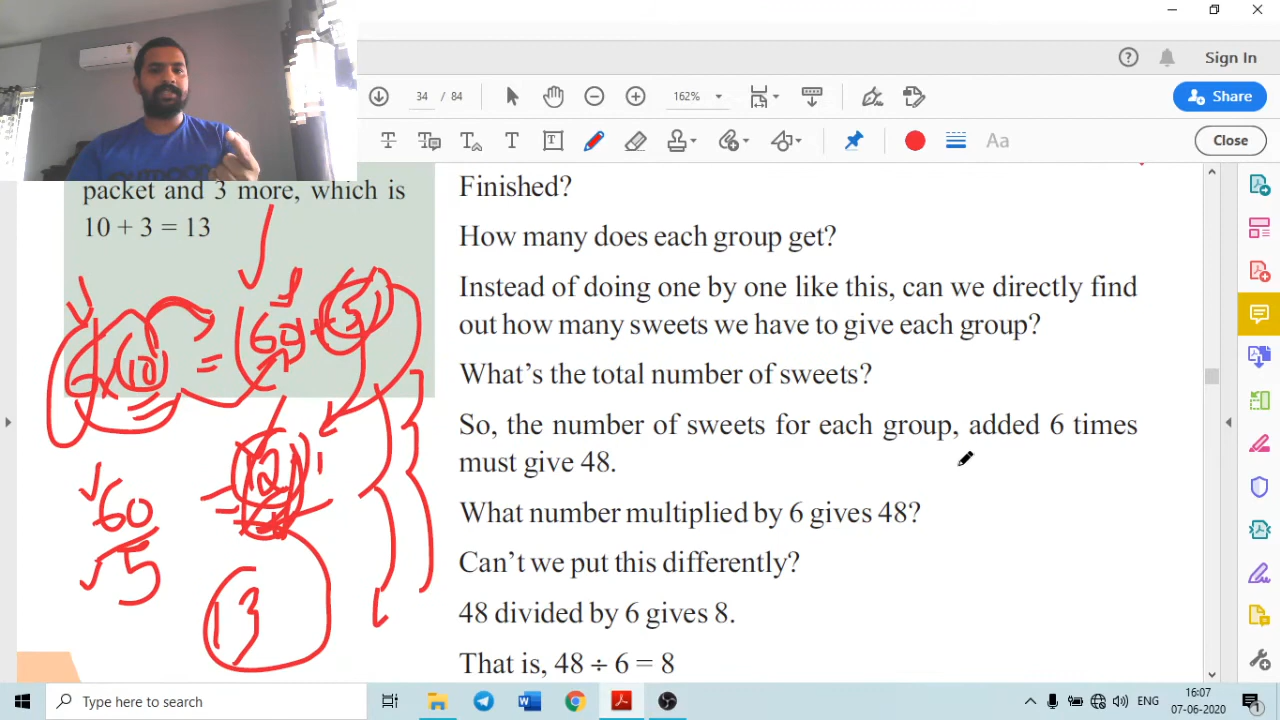 Sign In
34 / 84
162%
Share
Close
packet and 3 more, which is
10 + 3 = 13
Finished?
How many does each group get?
Instead of doing one by one like this, can we directly find
out how many sweets we have to give each group?
What's the total number of sweets?
So, the number of sweets for each group, added 6 times
must give 48.
What number multiplied by 6 gives 48?
Can't we put this differently?
48 divided by 6 gives 8.
That is, 48 ÷ 6 = 8
60
5
13
Type here to search
ENG
16:07
07-06-2020